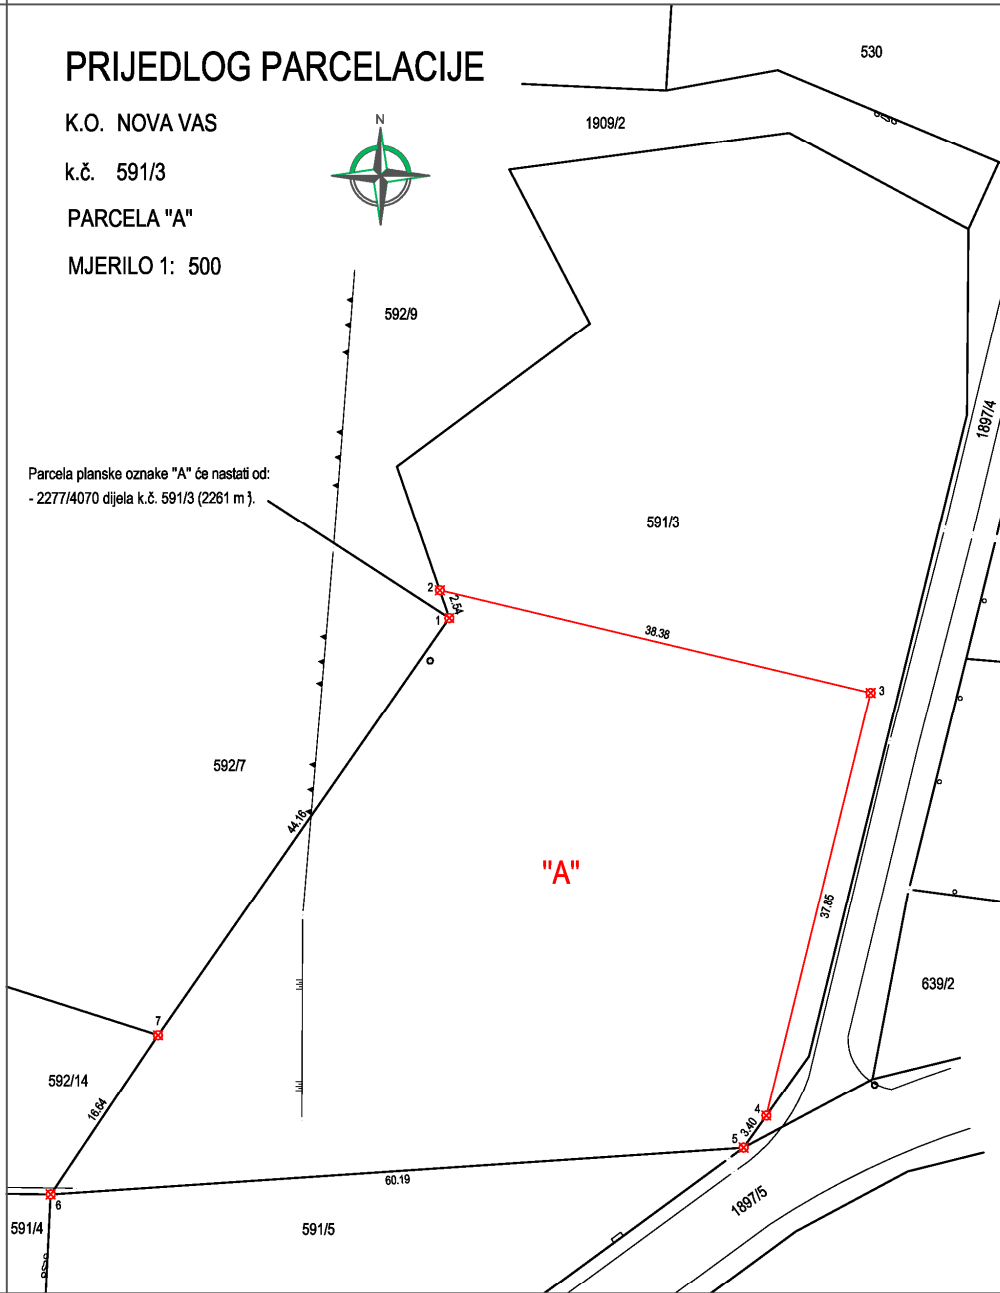 PRIJEDLOG PARCELACIJE
K.O. NOVA VAS
k.č. 591/3
PARCELA "A"
MJERILO 1: 500
N
530
1909/2
592/9
1897/4
Parcela planske oznake "A" će nastati od:
- 2277/4070 dijela k.č. 591/3 (2261 m²).
591/3
2
2.54
1
38.38
3
592/7
44.16
"A"
37.85
639/2
7
592/14
16.64
4
3.40
5
60.19
6
1897/5
591/4
591/5